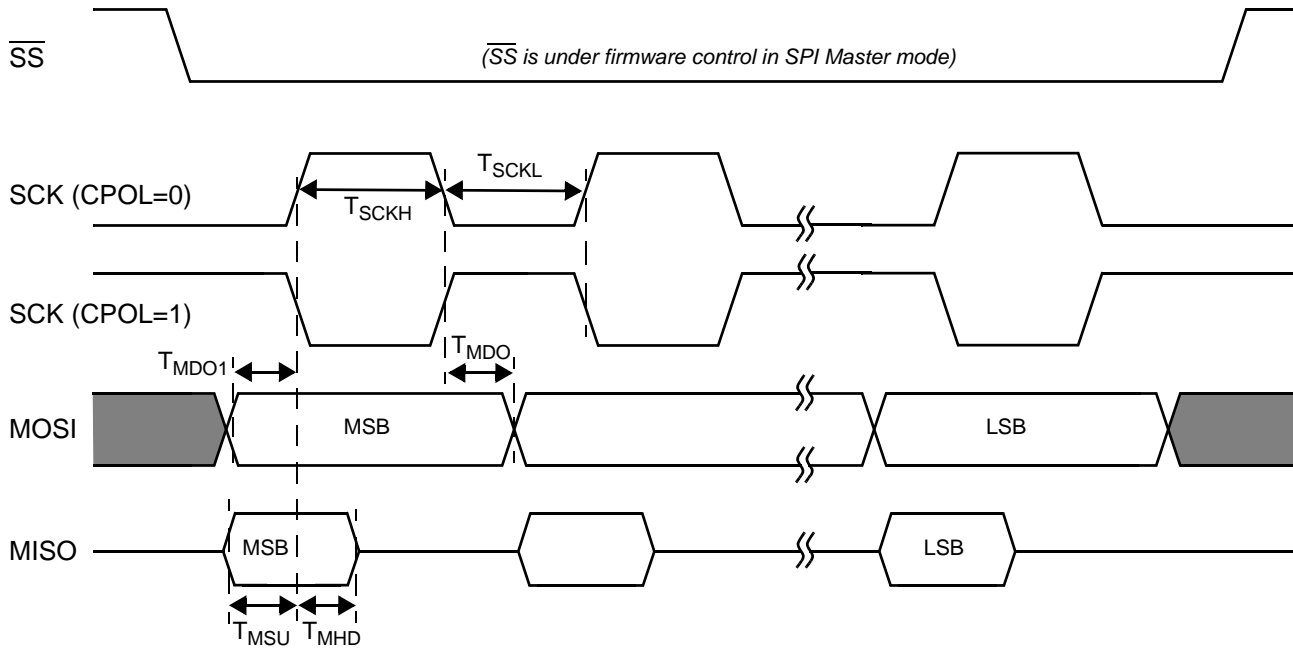 SS
(SS is under firmware control in SPI Master mode)
TSCKL
SCK (CPOL=0)
TSCKH
SCK (CPOL=1)
TMDO1
TMDO
MOSI
MSB
LSB
MISO
MSB
LSB
TMSU
TMHD